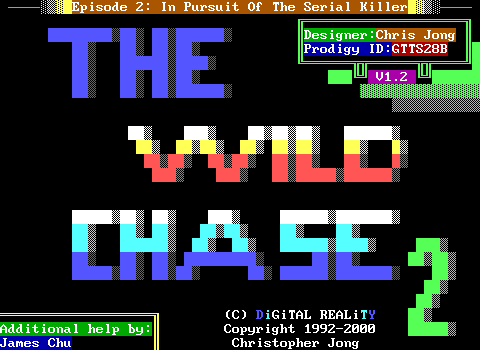 Episode 2: In Pursuit Of The Serial Killer
Designer:Chris Jong
Prodigy ID:GTTS28B
V1.2
THE
WILD
CHASE
2
(C) DiGiTAL REALiTY
Copyright 1992-2000
Christopher Jong
Additional help by:
James Chu